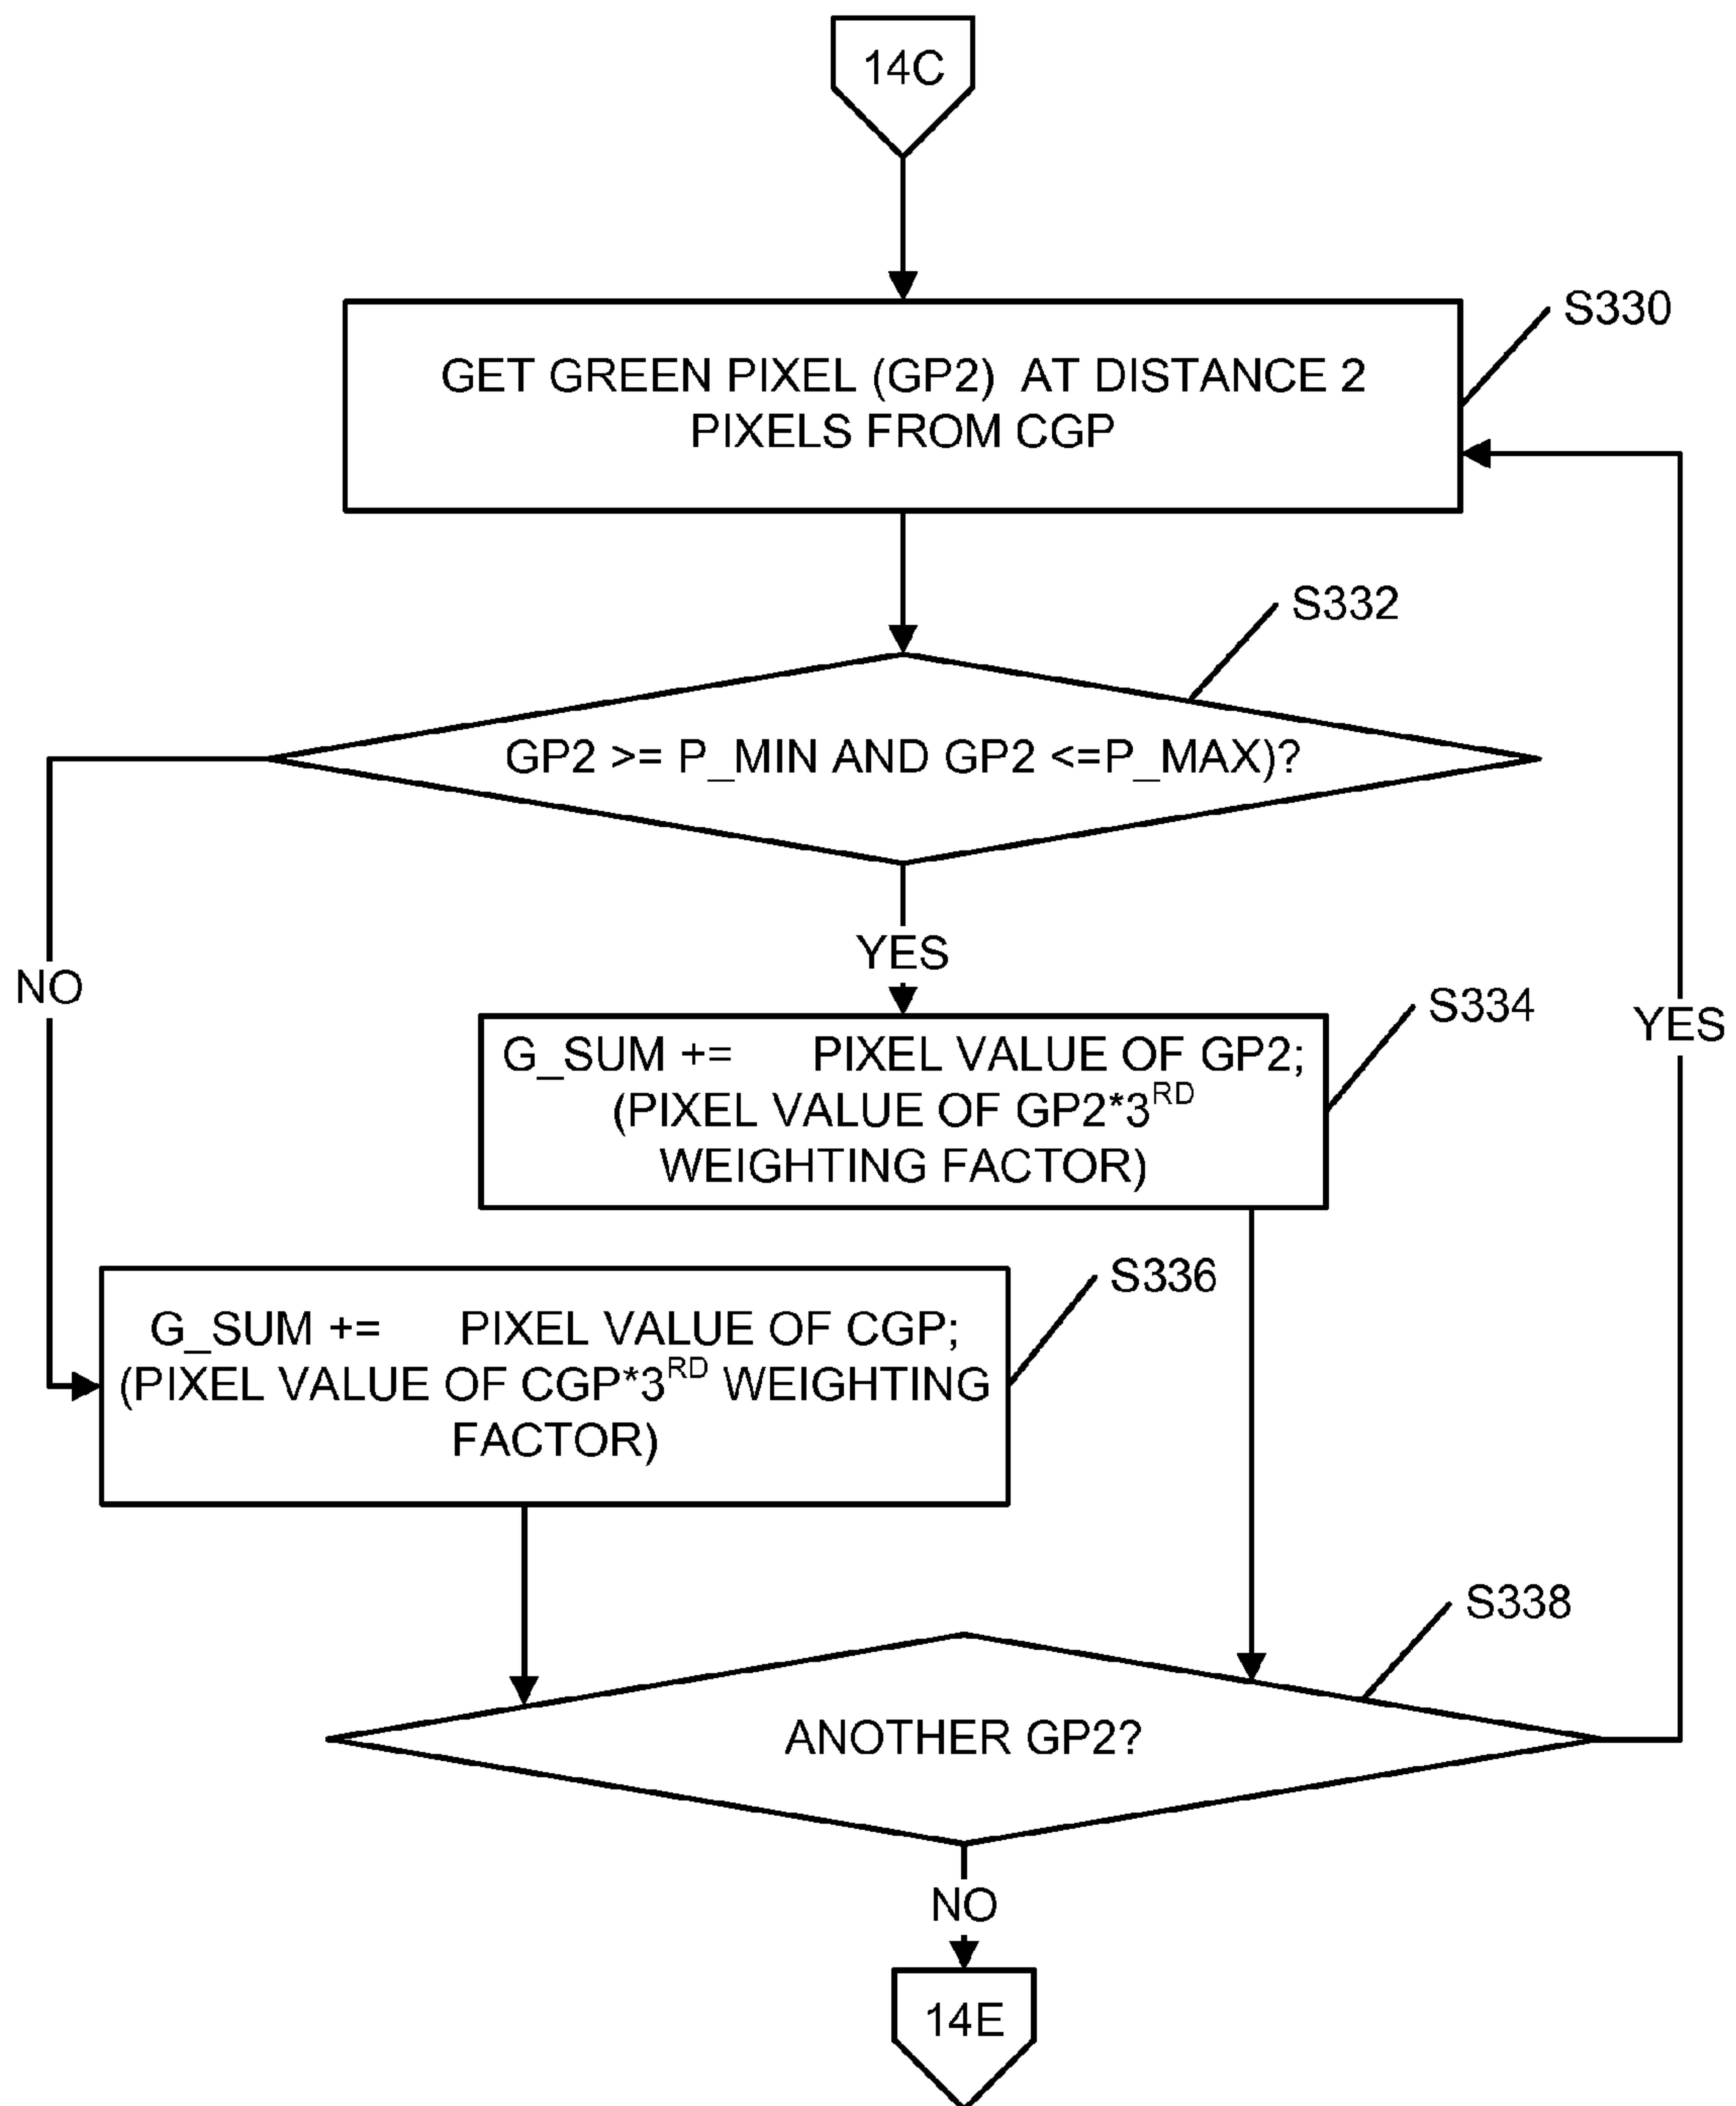 14C
S330
GET GREEN PIXEL (GP2) AT DISTANCE 2
PIXELS FROM CGP
S332
GP2 >= P_MIN AND GP2 <=P_MAX)?
YES
NO
S334
YES
G_SUM += PIXEL VALUE OF GP2;
(PIXEL VALUE OF GP2*3RD
WEIGHTING FACTOR)
S336
G_SUM += PIXEL VALUE OF CGP;
(PIXEL VALUE OF CGP*3RD WEIGHTING
FACTOR)
S338
ANOTHER GP2?
NO
14E